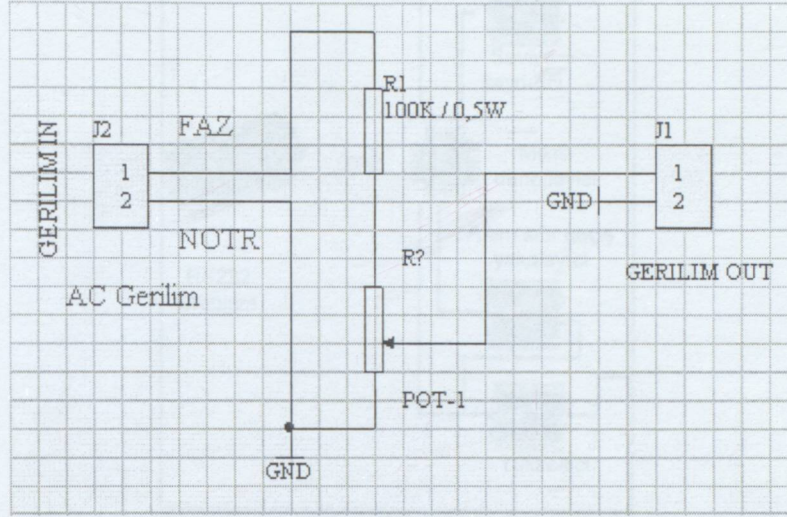 R1
100K / 0,5W
GERILIM IN
J2
FAZ
1
2
NOTR
AC Gerilim
J1
1
GND
2
GERILIM OUT
R?
POT-1
GND